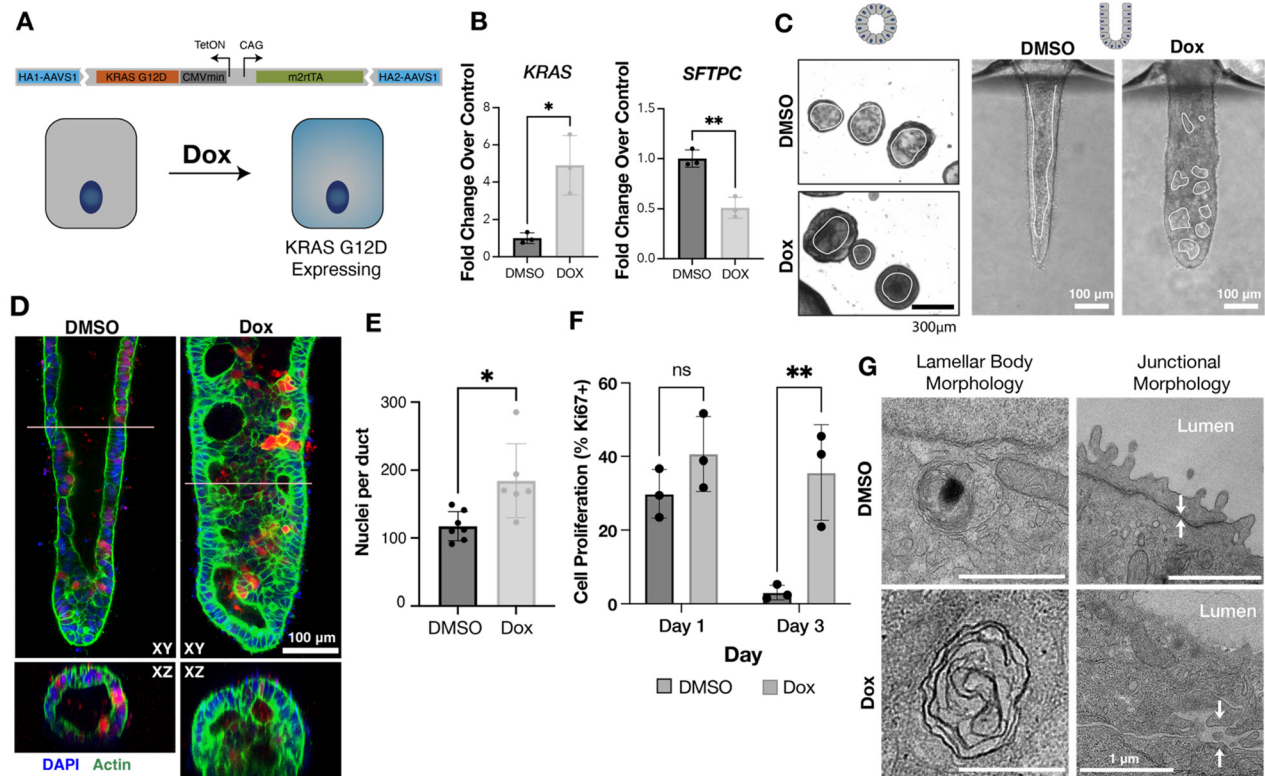 A
TetON CAG
HA1-AAVS1 KRAS G12D CMVmin m2rtTA HA2-AAVS1
Dox
KRAS G12D
Expressing
B
KRAS
Fold Change Over Control
8
6
4
2
0
*
DMSO DOX
SFTPC
Fold Change Over Control
1.5
1.0
0.5
0.0
**
DMSO DOX
C
DMSO
Dox
300μm
DMSO
100 μm
Dox
100 μm
D
DMSO
Dox
XY
XY
100 μm
XZ
XZ
DAPI Actin
E
Nuclei per duct
300
200
100
0
*
DMSO Dox
F
Cell Proliferation (% Ki67+)
60
40
20
0
ns
**
Day 1 Day 3
Day
DMSO Dox
G
Lamellar Body
Morphology
Junctional
Morphology
DMSO
Lumen
Dox
Lumen
1 μm